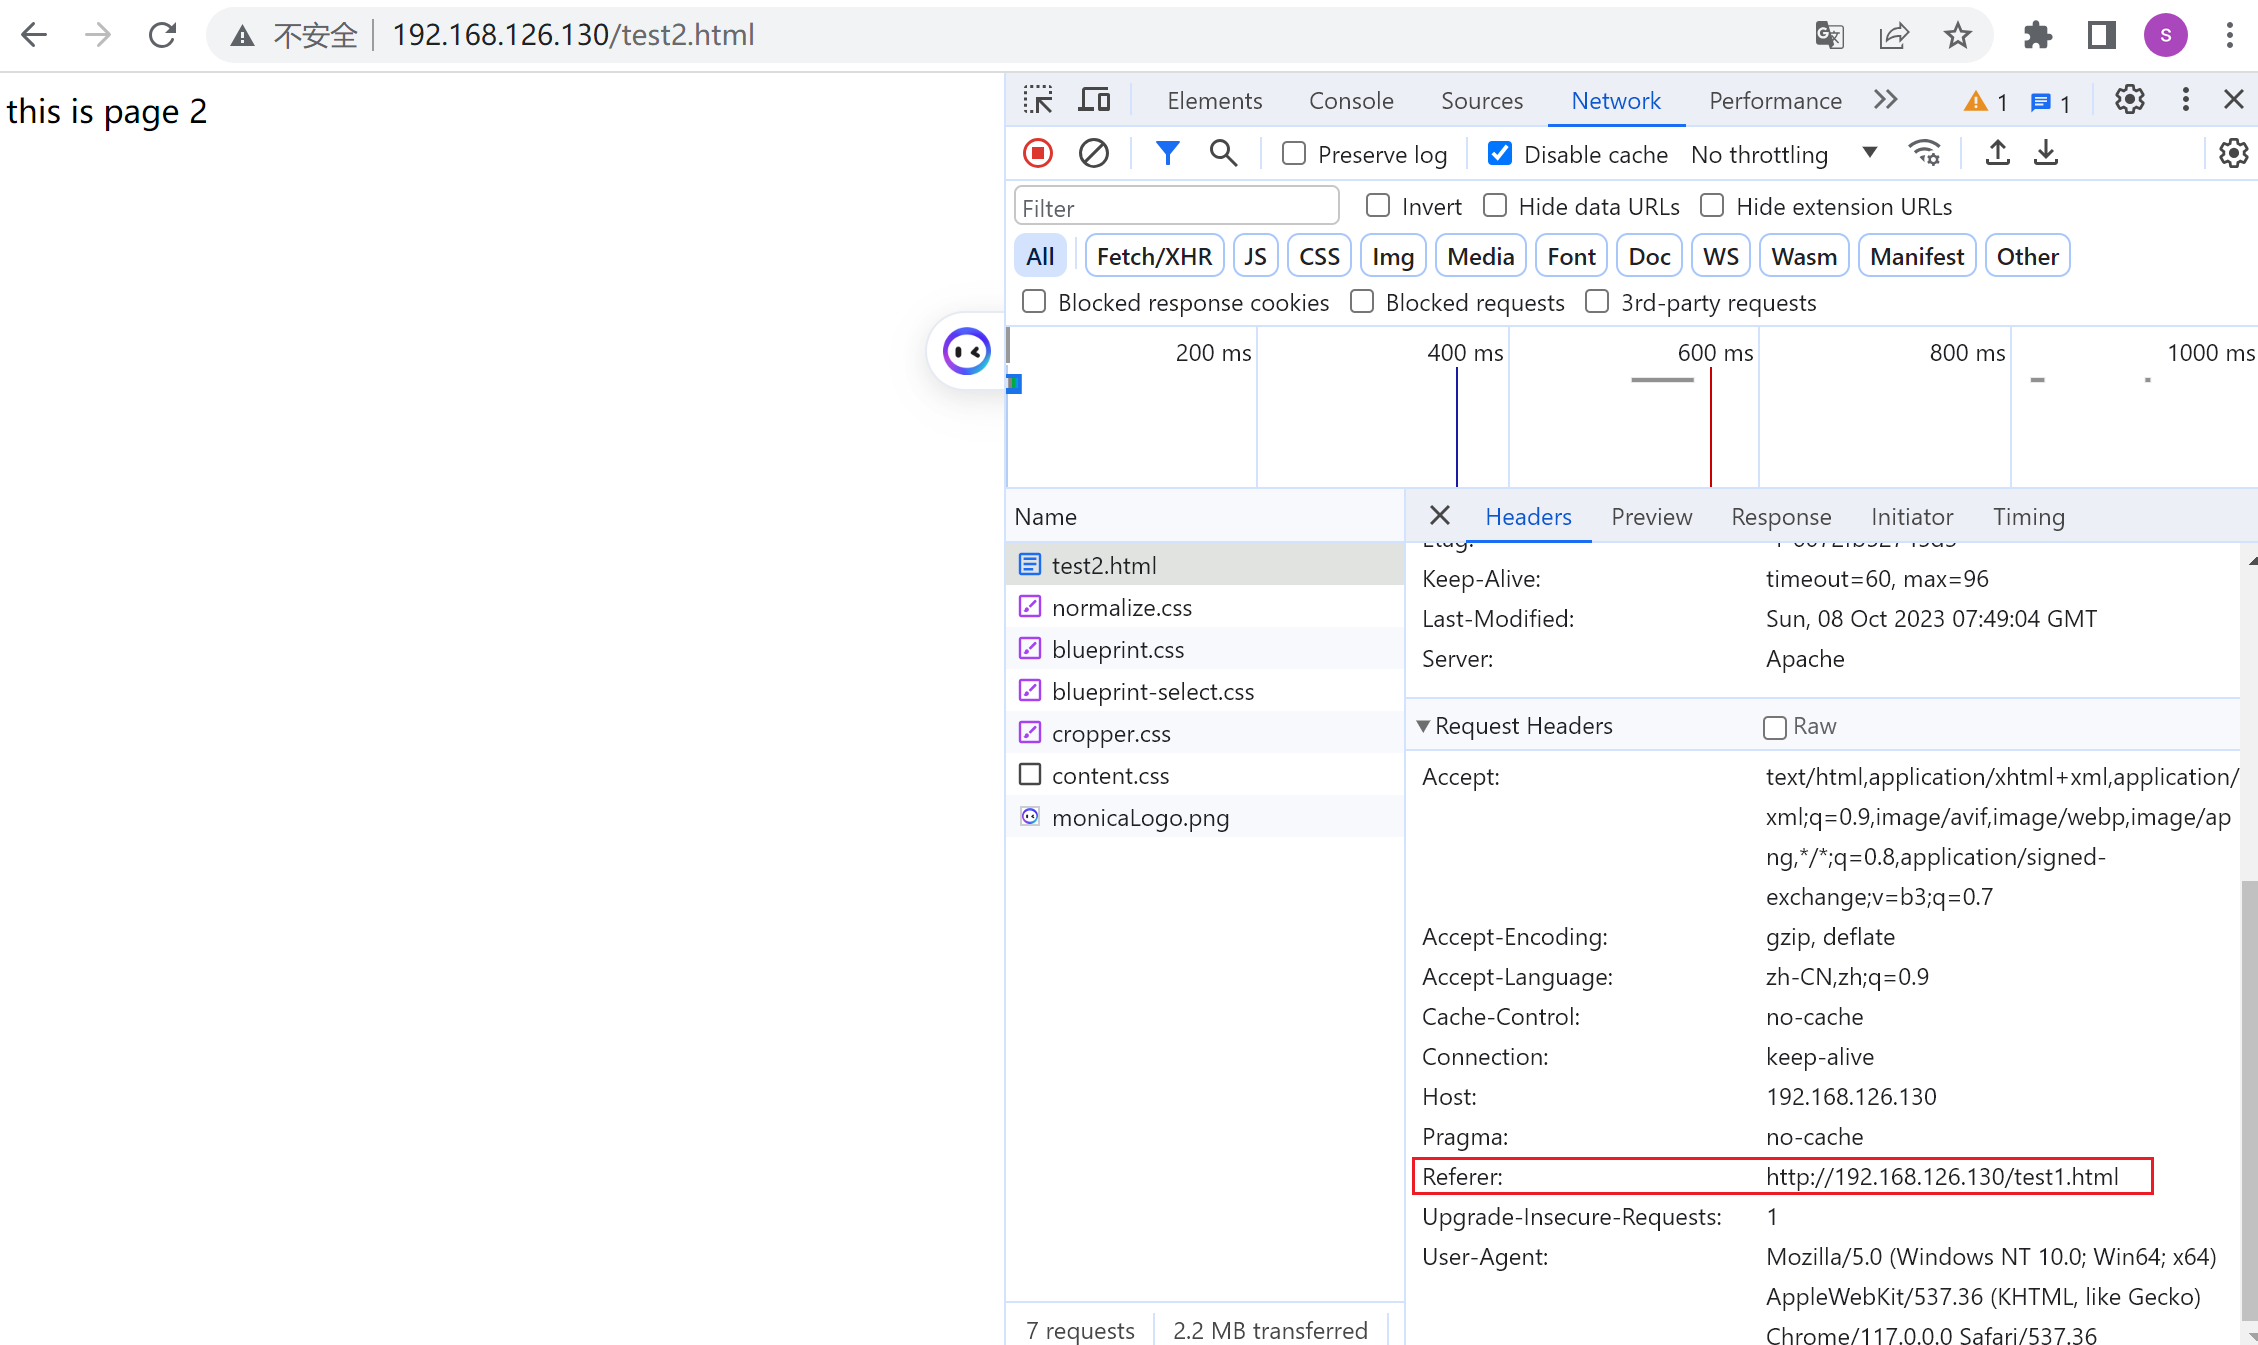 不安全 192.168.126.130/test2.html S
this is page 2
Elements Console Sources Network Performance 1 1
Preserve log Disable cache No throttling
Filter Invert Hide data URLs Hide extension URLs
All Fetch/XHR JS CSS Img Media Font Doc WS Wasm Manifest Other
Blocked response cookies Blocked requests 3rd-party requests
200 ms 400 ms 600 ms 800 ms 1000 ms
Name
test2.html
normalize.css
blueprint.css
blueprint-select.css
cropper.css
content.css
monicaLogo.png
7 requests 2.2 MB transferred
Headers Preview Response Initiator Timing
Etag:
Keep-Alive: timeout=60, max=96
Last-Modified: Sun, 08 Oct 2023 07:49:04 GMT
Server: Apache
Request Headers Raw
Accept: text/html,application/xhtml+xml,application/
xml;q=0.9,image/avif,image/webp,image/ap
ng,*/*;q=0.8,application/signed-
exchange;v=b3;q=0.7
Accept-Encoding: gzip, deflate
Accept-Language: zh-CN,zh;q=0.9
Cache-Control: no-cache
Connection: keep-alive
Host: 192.168.126.130
Pragma: no-cache
Referer: http://192.168.126.130/test1.html
Upgrade-Insecure-Requests: 1
User-Agent: Mozilla/5.0 (Windows NT 10.0; Win64; x64)
AppleWebKit/537.36 (KHTML, like Gecko)
Chrome/117.0.0.0 Safari/537.36